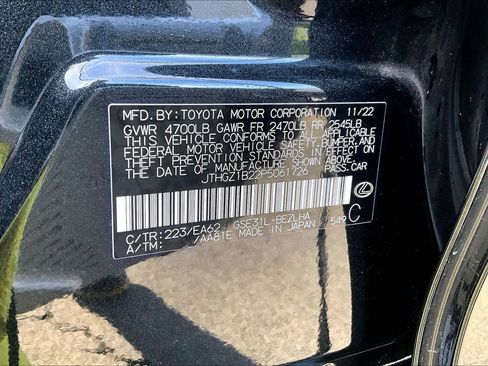 MFD. BY: TOYOTA MOTOR CORPORATION 11/22
GVWR 4700LB GAWR FR 2470LB RR 2545LB
THIS VEHICLE CONFORMS TO ALL APPLICABLE
FEDERAL MOTOR VEHICLE SAFETY, BUMPER, AND
THEFT PREVENTION STANDARDS IN EFFECT ON THE
DATE OF MANUFACTURE SHOWN ABOVE.
JTHGZ1B22P5061726 PASS. CAR
C/TR: 223/EA62 GSE31L-BEZLHA C
A/TM: /AA81E MADE IN JAPAN 549